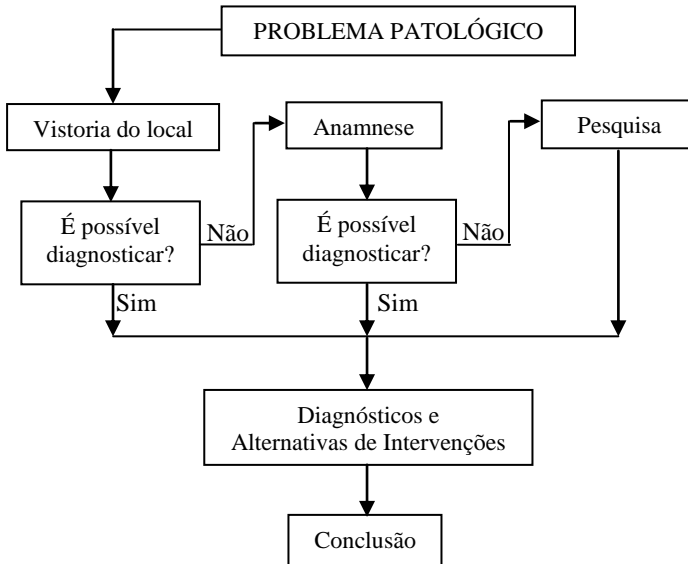 PROBLEMA PATOLÓGICO
Vistoria do local
Anamnese
Pesquisa
É possível
diagnosticar?
Não
É possível
diagnosticar?
Não
Sim
Sim
Diagnósticos e
Alternativas de Intervenções
Conclusão